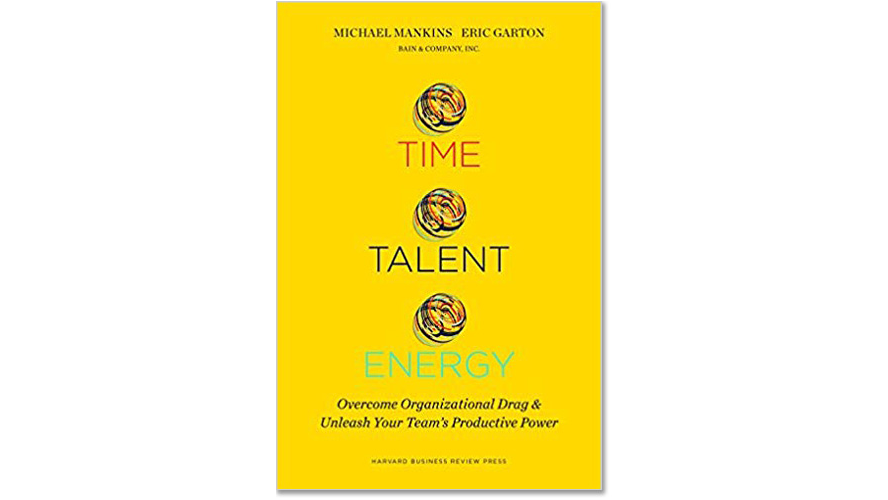 MICHAEL MANKINS ERIC GARTON
BAIN & COMPANY, INC.
TIME
TALENT
ENERGY
Overcome Organizational Drag &
Unleash Your Team's Productive Power
HARVARD BUSINESS REVIEW PRESS